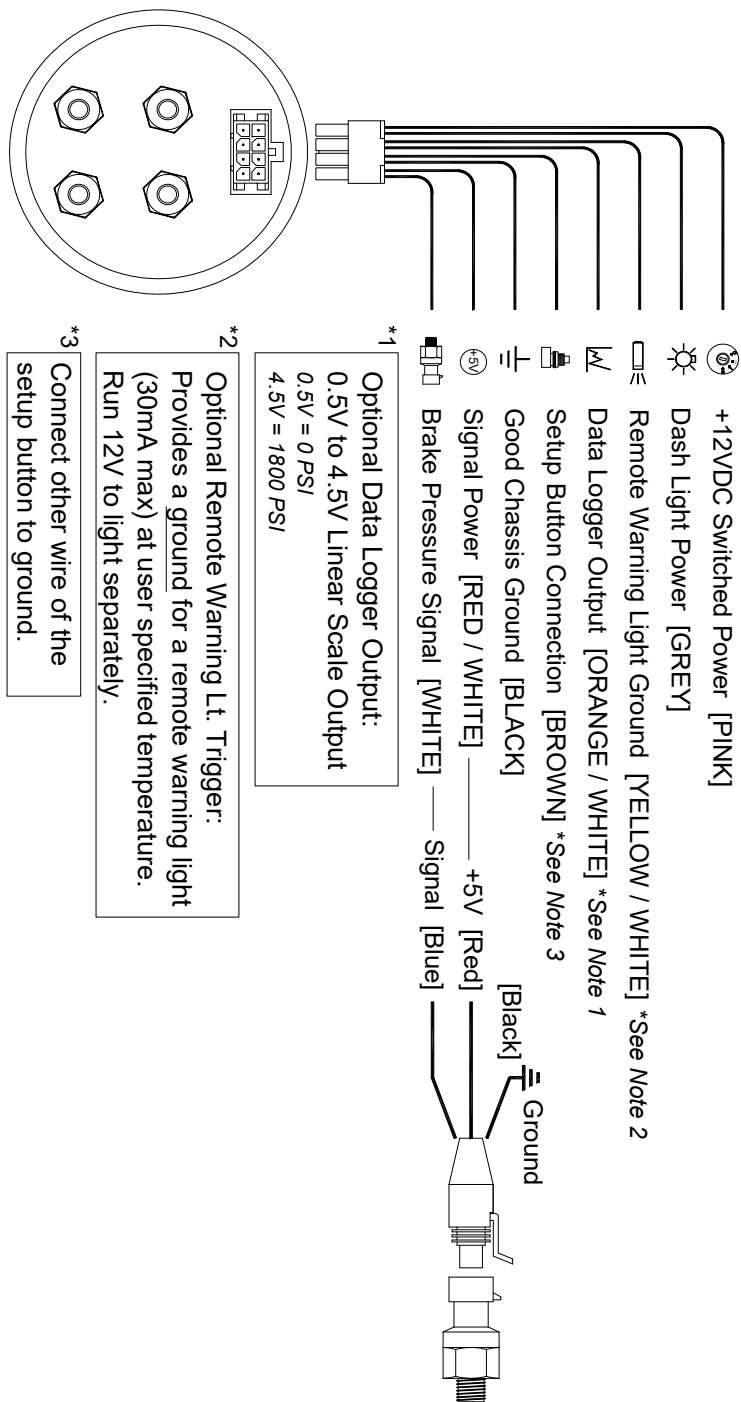 +12VDC Switched Power [PINK]
Dash Light Power [GREY]
Remote Warning Light Ground [YELLOW / WHITE] *See Note 2
Data Logger Output [ORANGE / WHITE] *See Note 1
Setup Button Connection [BROWN] *See Note 3
Good Chassis Ground [BLACK]
+5V
Signal Power [RED / WHITE]
+5V [Red]
Brake Pressure Signal [WHITE]
Signal [Blue]
[Black]
Ground
*1
Optional Data Logger Output:
0.5V to 4.5V Linear Scale Output
0.5V = 0 PSI
4.5V = 1800 PSI
*2
Optional Remote Warning Lt. Trigger:
Provides a ground for a remote warning light
(30mA max) at user specified temperature.
Run 12V to light separately.
*3
Connect other wire of the
setup button to ground.